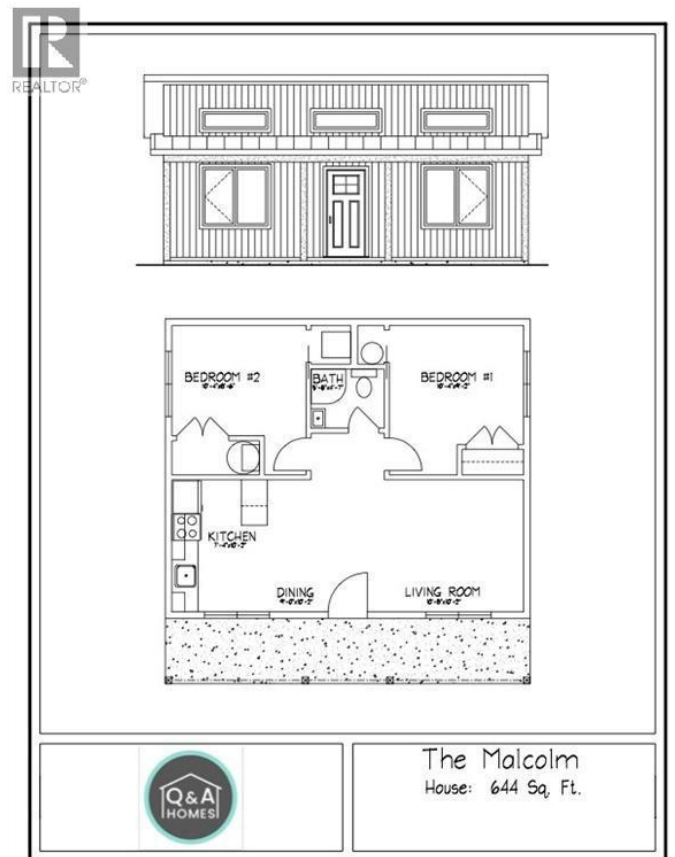 REALTOR®
BEDROOM #2
BATH
BEDROOM #1
KITCHEN
DINING
LIVING ROOM
The Malcolm
House: 644 Sq. Ft.
Q&A
HOMES